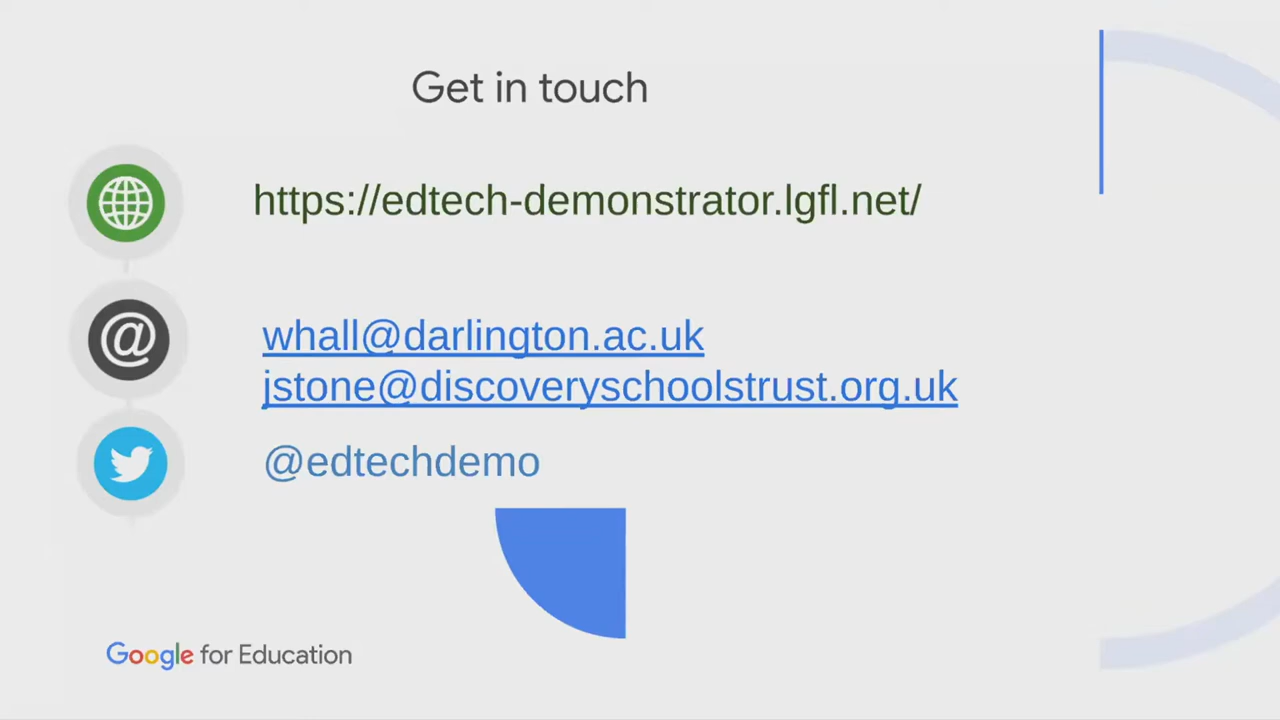 Get in touch
https://edtech-demonstrator.lgfl.net/
whall@darlington.ac.uk
jstone@discoveryschoolstrust.org.uk
@edtechdemo
Google for Education